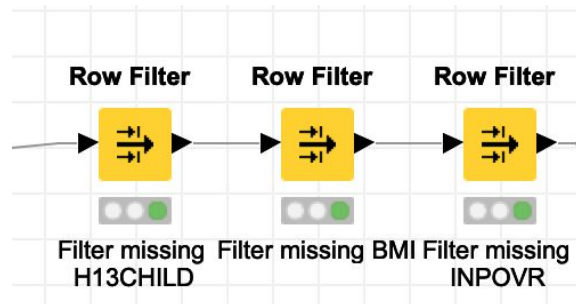 Row Filter
Row Filter
Row Filter
Filter missing
H13CHILD
Filter missing BMI
Filter missing
INPOVR